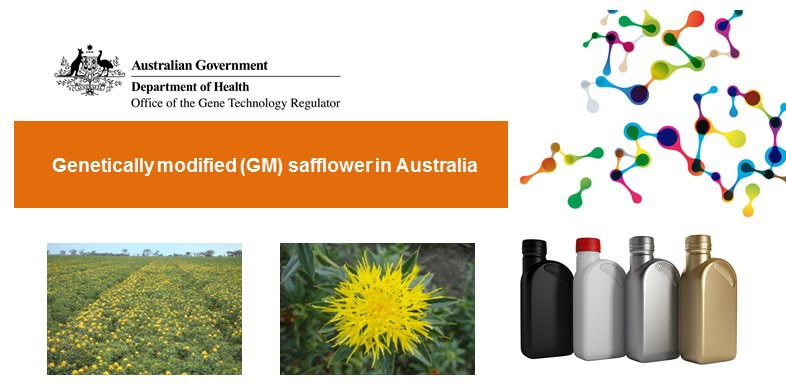 Australian Government
Department of Health
Office of the Gene Technology Regulator
Genetically modified (GM) safflower in Australia